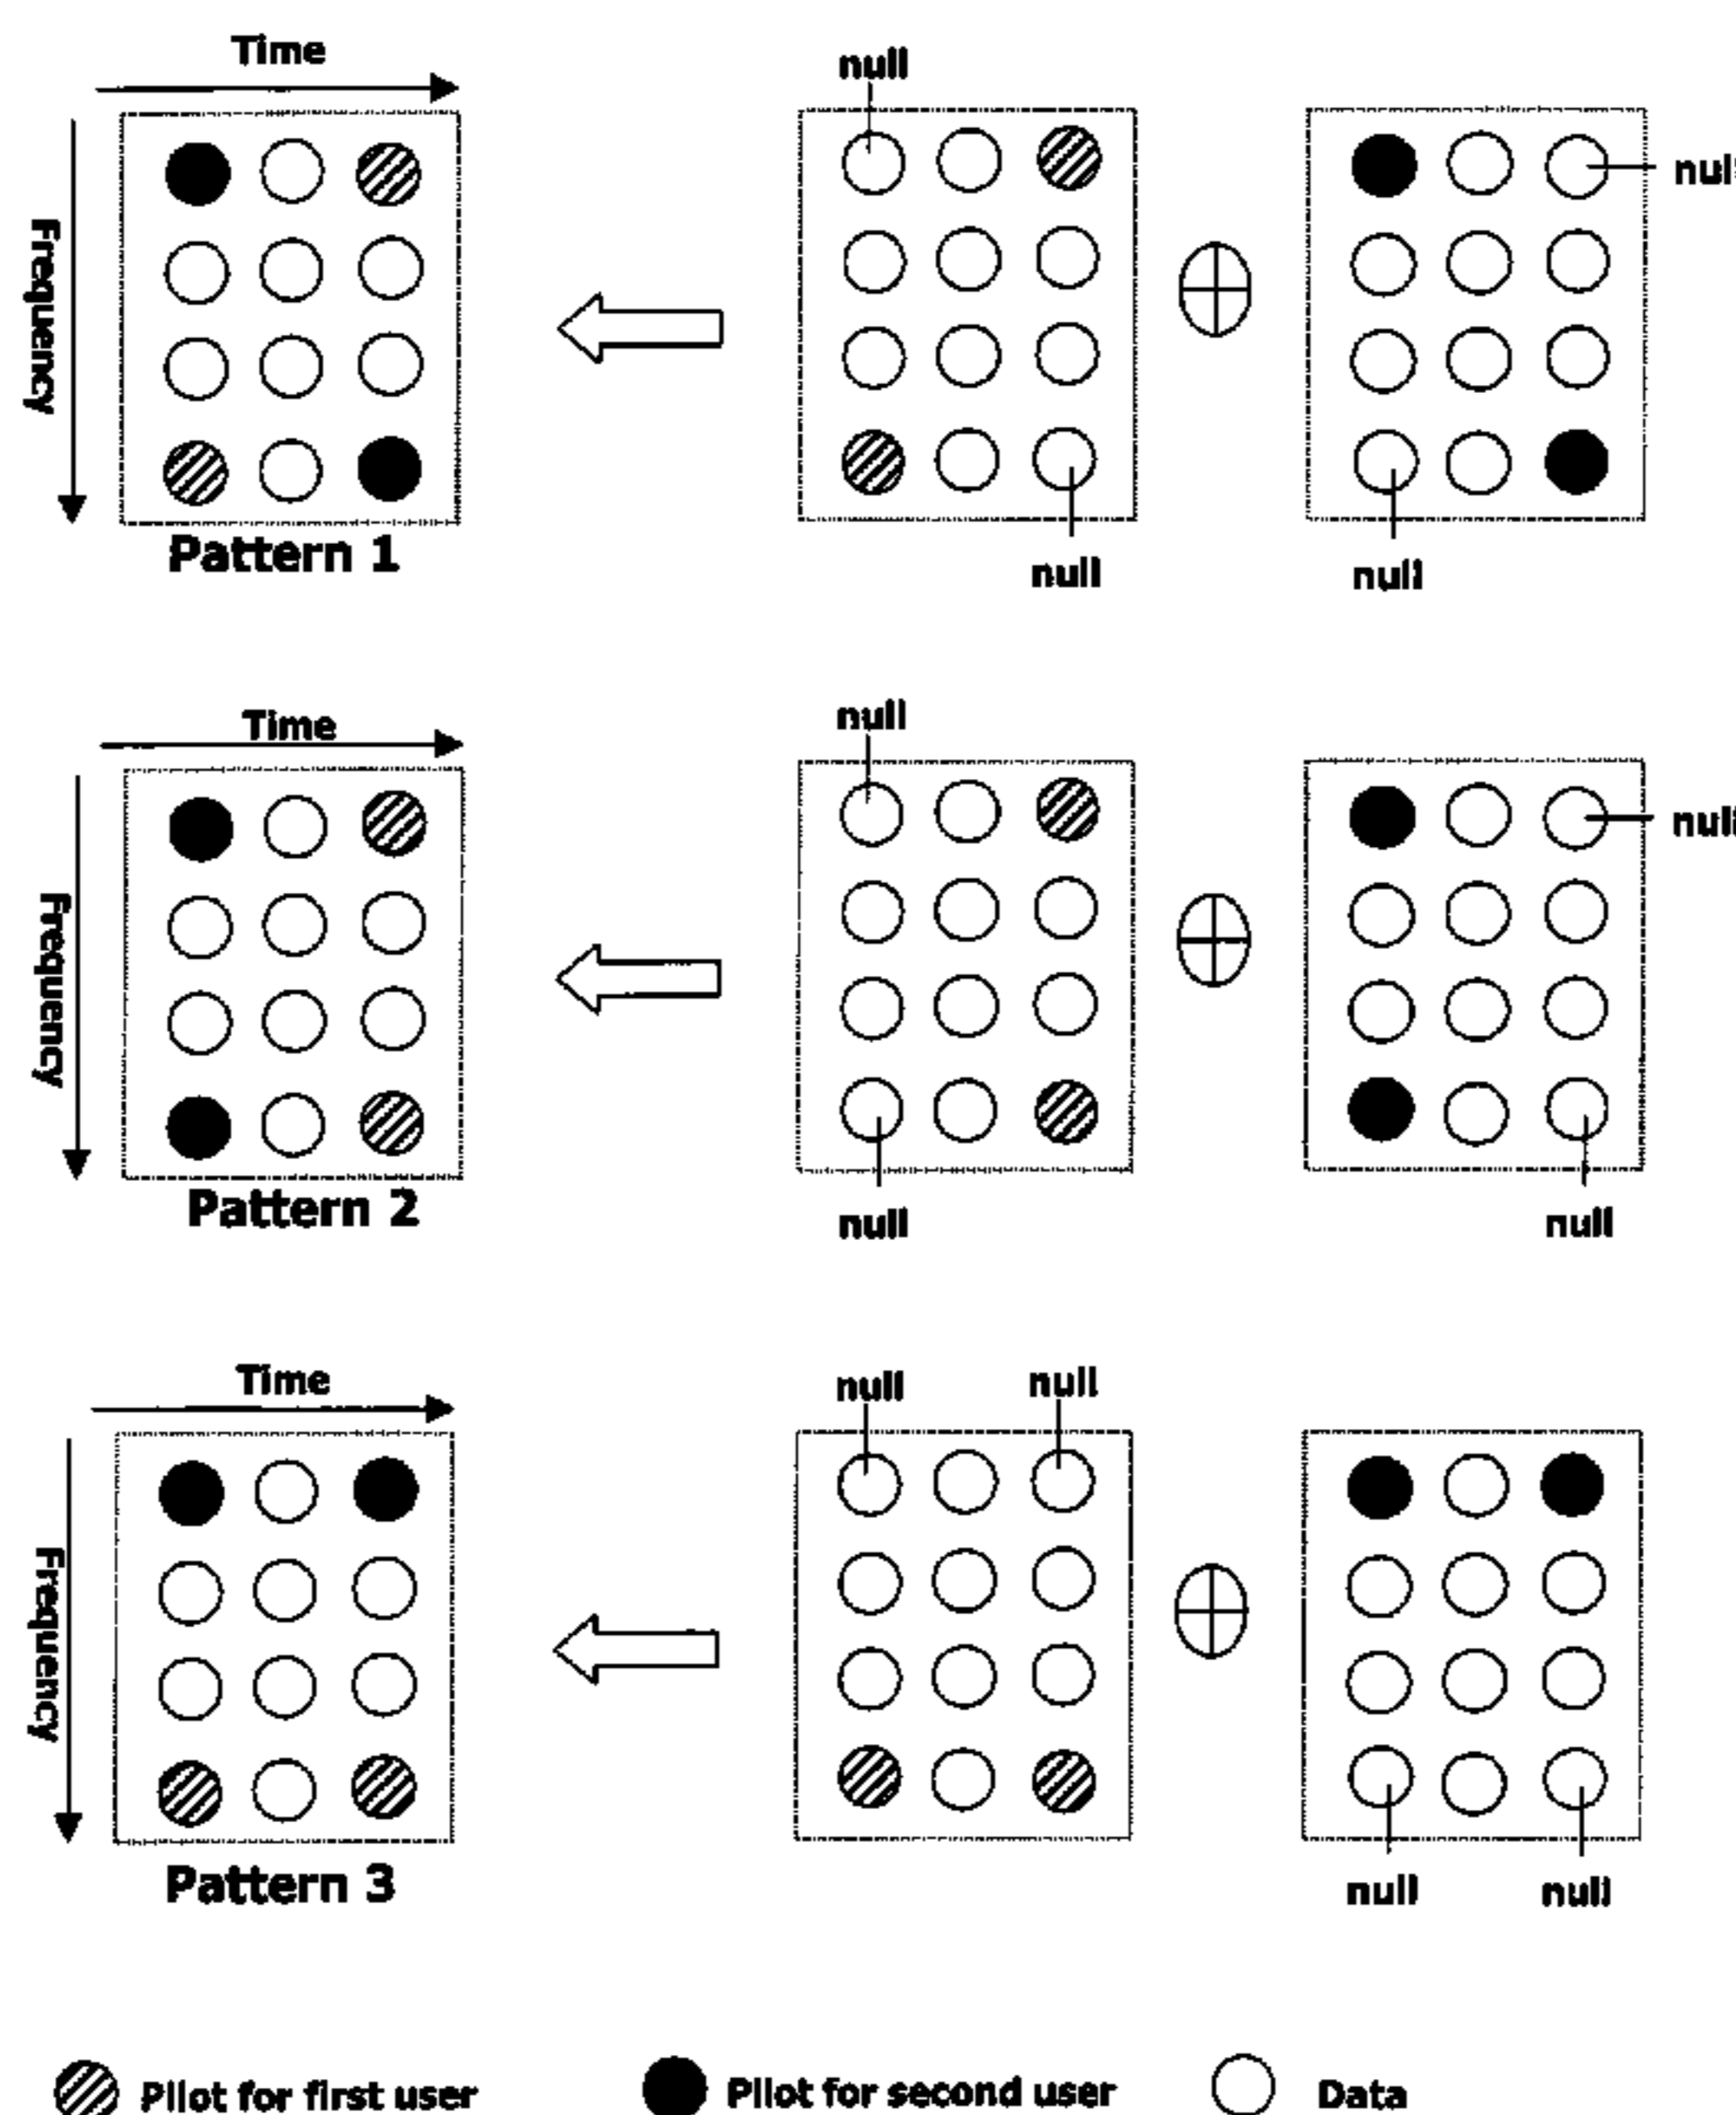 Time
null
nul
Frequency
Pattern 1
null
null
Time
null
null
Frequency
Pattern 2
null
null
Time
null
null
Frequency
Pattern 3
null
null
Pilot for first user
Pilot for second user
Data